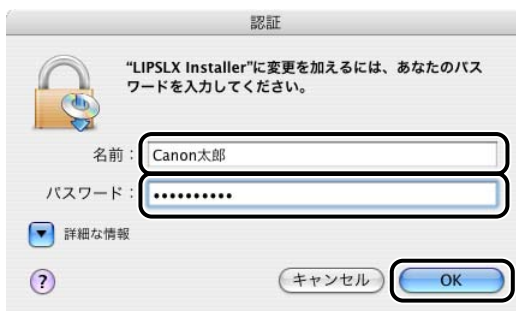 認証
“LIPSLX Installer”に変更を加えるには、あなたのパス
ワードを入力してください。
名前：Canon太郎
パスワード：••••••••••
詳細な情報
? キャンセル OK